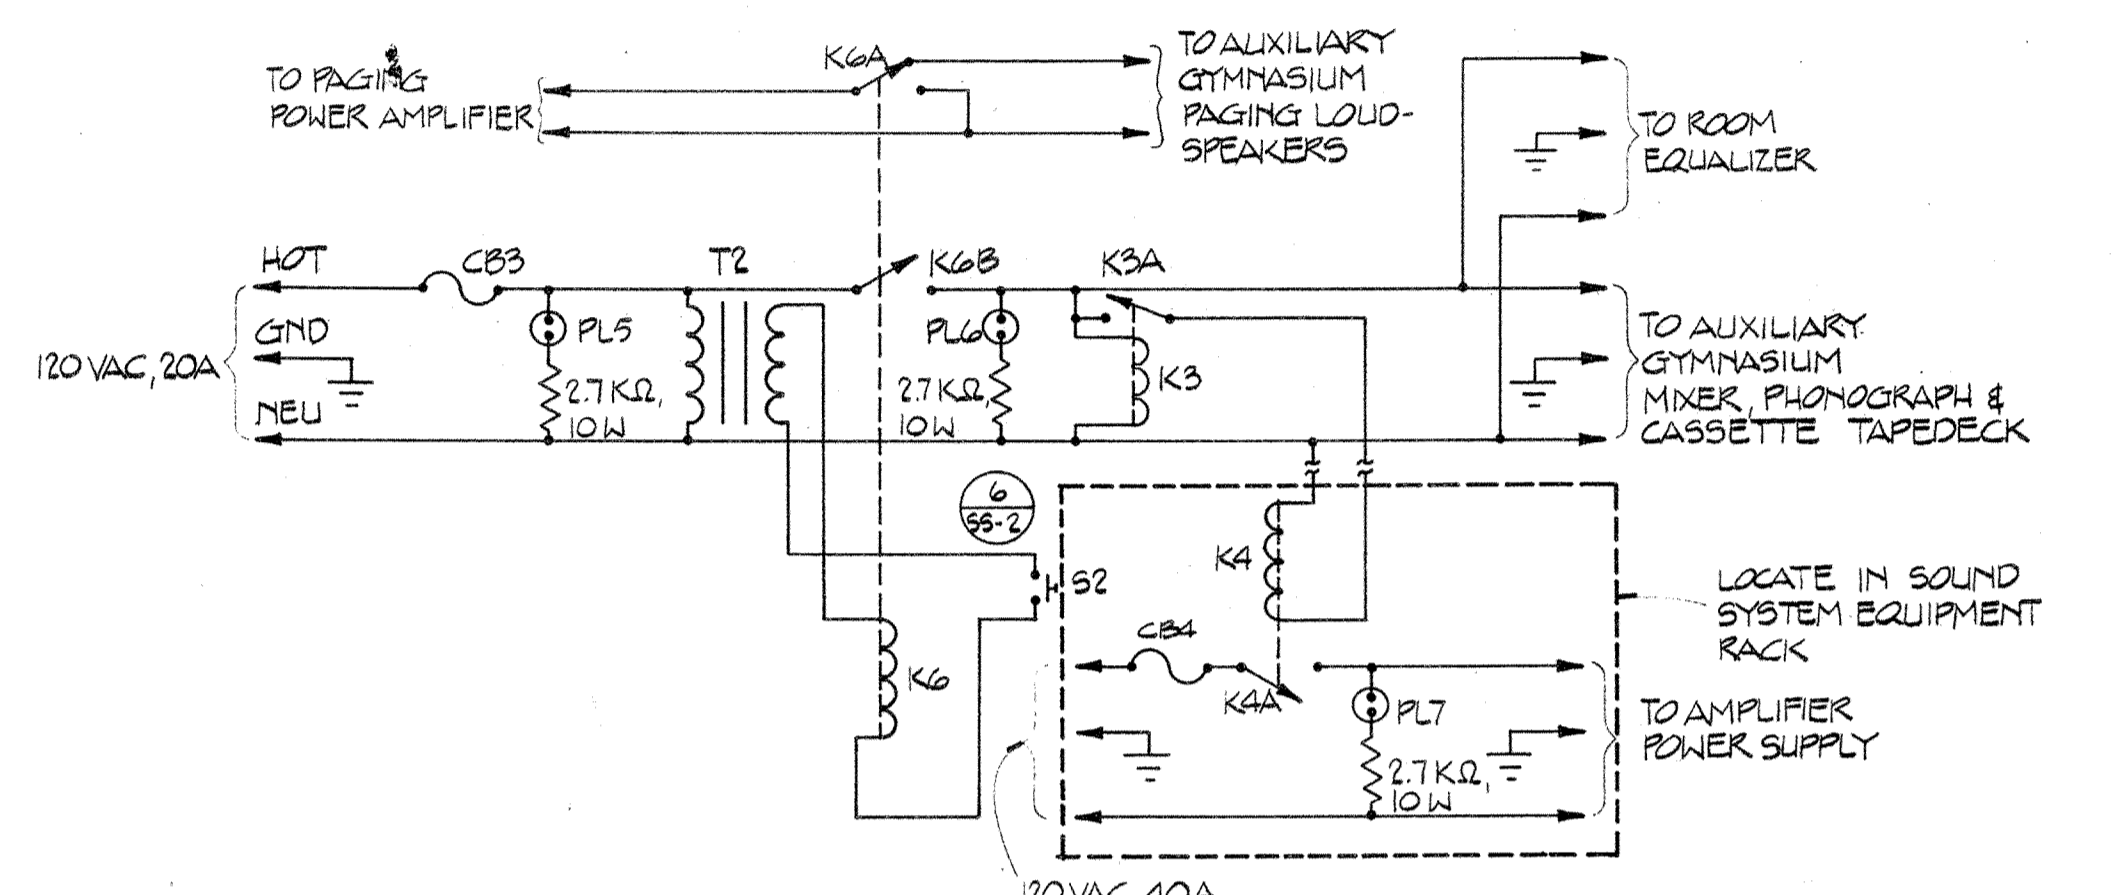 K6A
TO PAGING
POWER AMPLIFIER
TO AUXILIARY
GYMNASIUM
PAGING LOUD-
SPEAKERS
TO ROOM
EQUALIZER
HOT
CB3
T2
K6B
K3A
GND
PL5
PL6
120 VAC, 20A
2.7 KΩ,
10 W
2.7 KΩ,
10 W
K3
NEU
TO AUXILIARY
GYMNASIUM
MIXER, PHONOGRAPH &
CASSETTE TAPEDECK
6
SS-2
S2
K4
LOCATE IN SOUND
SYSTEM EQUIPMENT
RACK
CB4
K6
K4A
PL7
2.7 KΩ,
10 W
TO AMPLIFIER
POWER SUPPLY
120 VAC, 40A